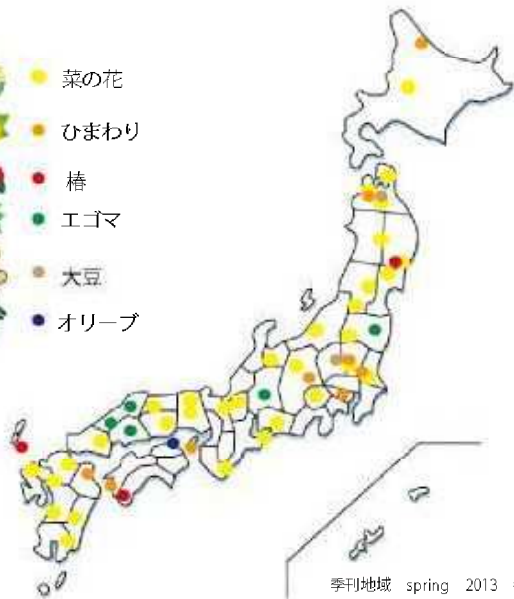 菜の花
ひまわり
椿
エゴマ
大豆
オリーブ
季刊地域 spring 2013